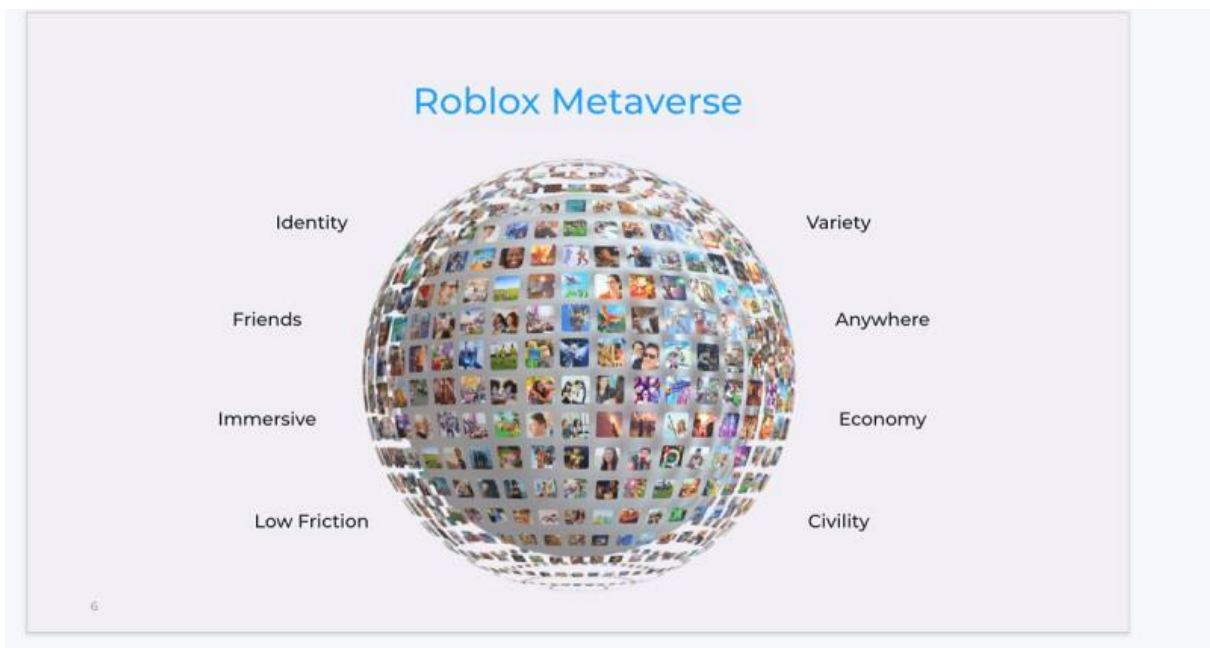 Roblox Metaverse
Identity
Variety
Friends
Anywhere
Immersive
Economy
Low Friction
Civility
6